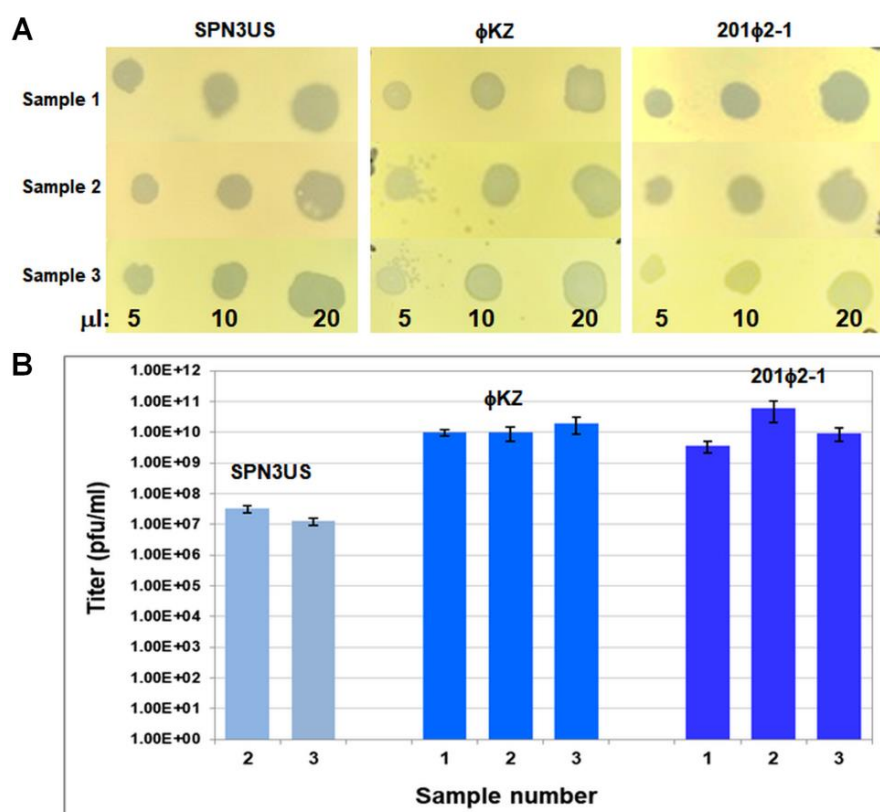 A
SPN3US ϕKZ 201ϕ2-1
Sample 1
Sample 2
Sample 3
μl: 5 10 20 5 10 20 5 10 20
B
1.00E+12
1.00E+11
1.00E+10
1.00E+09
1.00E+08
1.00E+07
1.00E+06
1.00E+05
1.00E+04
1.00E+03
1.00E+02
1.00E+01
1.00E+00
Titer (pfu/ml)
SPN3US
ϕKZ
201ϕ2-1
2 3 1 2 3 1 2 3
Sample number